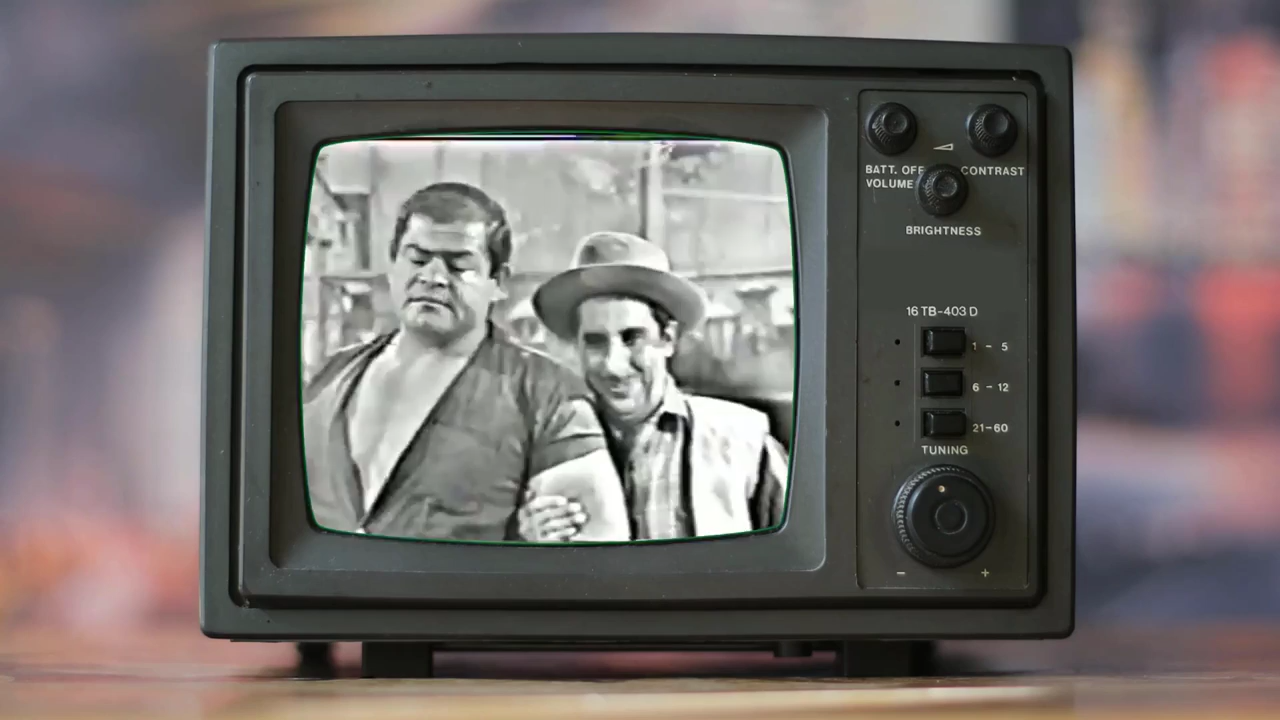 BATT. OFF
VOLUME
CONTRAST
BRIGHTNESS
16 TB-403 D
1 - 5
6 - 12
21-60
TUNING
- +